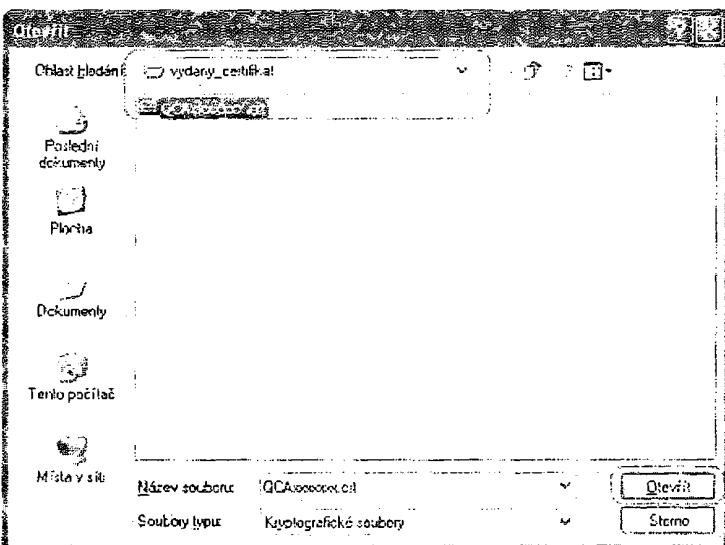 Otevřít
Oblast hledání:
vydany_certifikat
Poslední
dokumenty
Plocha
Dokumenty
Tento počítač
Místa v síti
Název souboru:
Otevřít
Soubory typu:
Kryptografické soubory
Storno